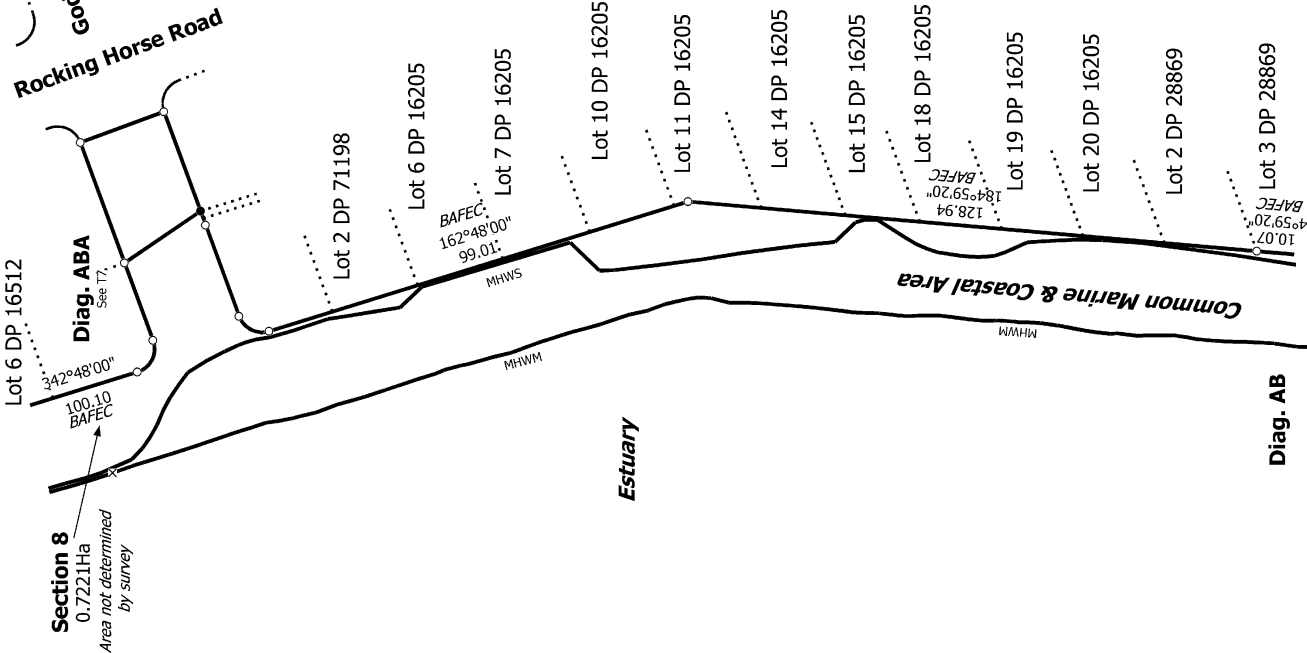 Goo
Rocking Horse Road
Lot 6 DP 16512
Diag. ABA
See T7.
342°48'00"
100.10
BAFEC
Lot 2 DP 71198
Lot 6 DP 16205
BAFEC
162°48'00"
99.01
MHWS
Lot 7 DP 16205
Lot 10 DP 16205
Lot 11 DP 16205
Lot 14 DP 16205
Lot 15 DP 16205
Lot 18 DP 16205
BAFEC
184°59'20"
128.94
Lot 19 DP 16205
Lot 20 DP 16205
Lot 2 DP 28869
Lot 3 DP 28869
BAFEC
4°59'20"
10.07
Common Marine & Coastal Area
MHWM
MHWM
Estuary
Diag. AB
Section 8
0.7221Ha
Area not determined
by survey